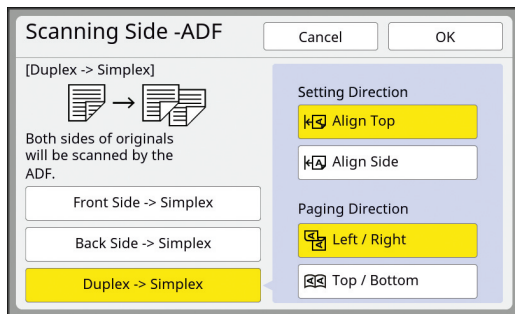 Scanning Side -ADF
Cancel
OK
[Duplex -> Simplex]
Both sides of originals
will be scanned by the
ADF.
Front Side -> Simplex
Back Side -> Simplex
Duplex -> Simplex
Setting Direction
Align Top
Align Side
Paging Direction
Left / Right
Top / Bottom